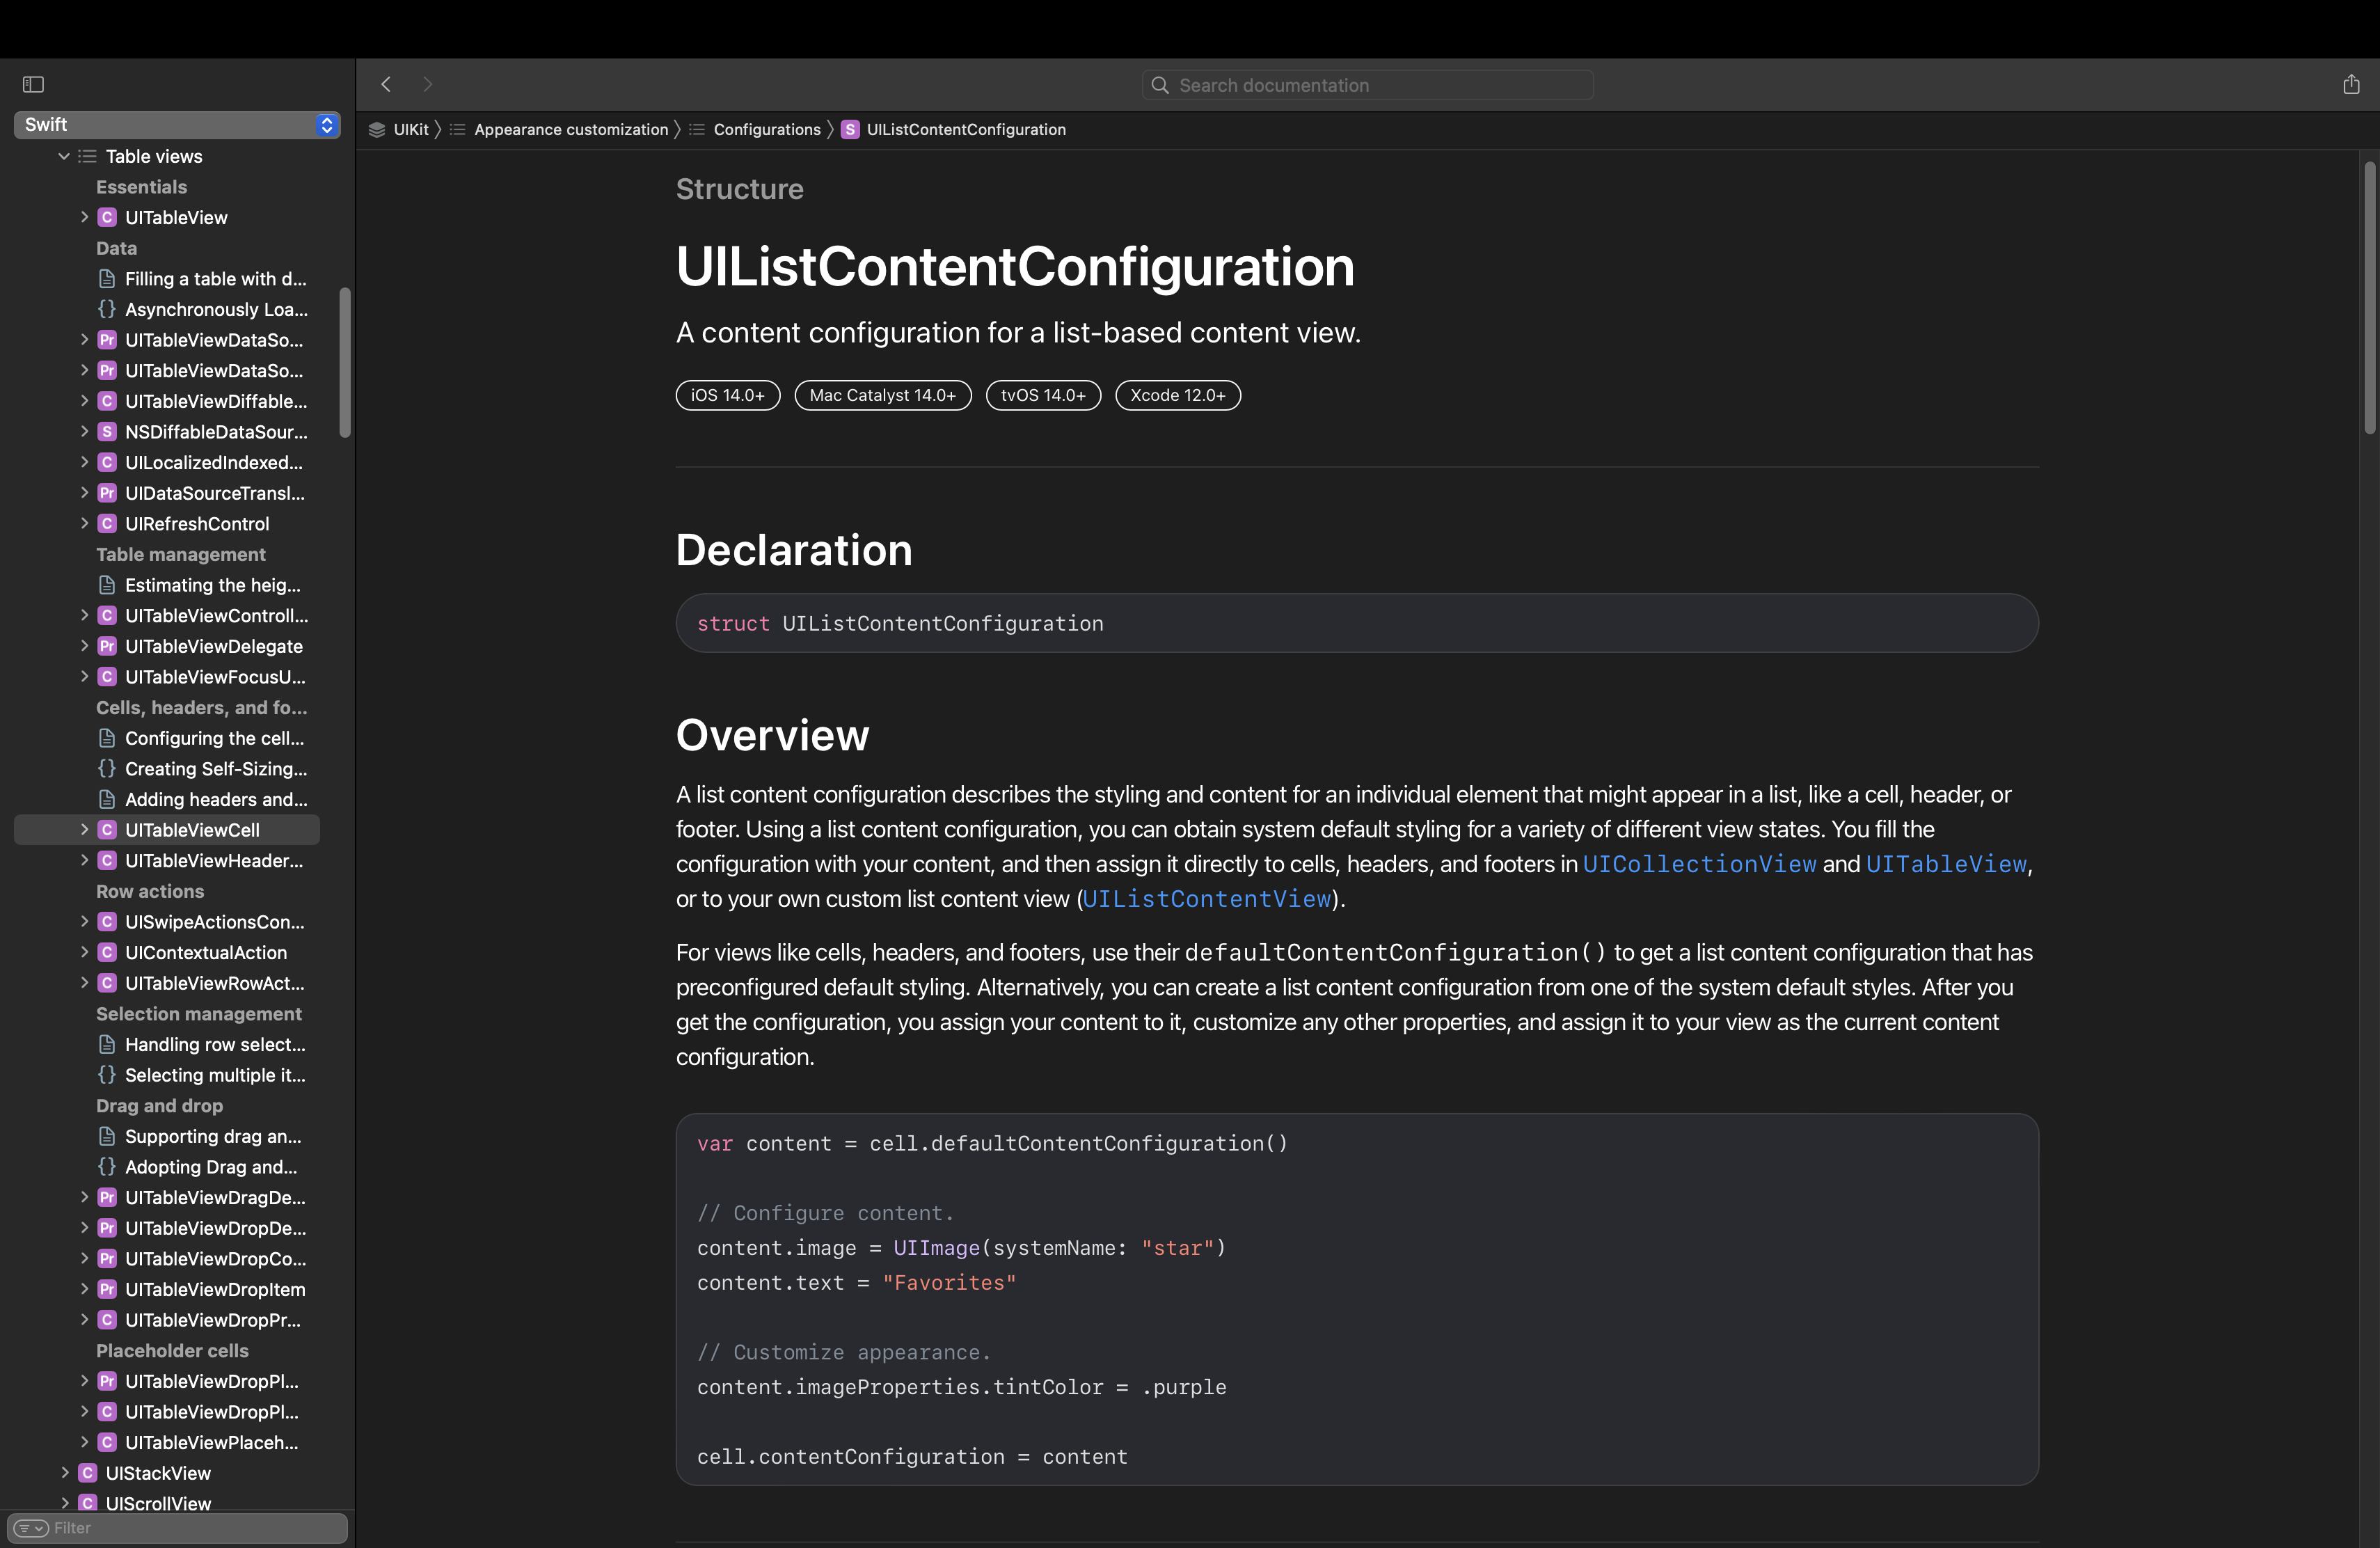 Swift
Table views
Essentials
UITableView
Data
Filling a table with d...
Asynchronously Loa...
UITableViewDataSo...
UITableViewDataSo...
UITableViewDiffable...
NSDiffableDataSour...
UILocalizedIndexed...
UIDataSourceTransl...
UIRefreshControl
Table management
Estimating the heig...
UITableViewControll...
UITableViewDelegate
UITableViewFocusU...
Cells, headers, and fo...
Configuring the cell...
Creating Self-Sizing...
Adding headers and...
UITableViewCell
UITableViewHeader...
Row actions
UISwipeActionsCon...
UIContextualAction
UITableViewRowAct...
Selection management
Handling row select...
Selecting multiple it...
Drag and drop
Supporting drag an...
Adopting Drag and...
UITableViewDragDe...
UITableViewDropDe...
UITableViewDropCo...
UITableViewDropItem
UITableViewDropPr...
Placeholder cells
UITableViewDropPl...
UITableViewDropPl...
UITableViewPlaceh...
UIStackView
UIScrollView
Filter
Search documentation
UIKit 〉 Appearance customization 〉 Configurations 〉 S UIListContentConfiguration
Structure
UIListContentConfiguration
A content configuration for a list-based content view.
iOS 14.0+ Mac Catalyst 14.0+ tvOS 14.0+ Xcode 12.0+
Declaration
struct UIListContentConfiguration
Overview
A list content configuration describes the styling and content for an individual element that might appear in a list, like a cell, header, or
footer. Using a list content configuration, you can obtain system default styling for a variety of different view states. You fill the
configuration with your content, and then assign it directly to cells, headers, and footers in UICollectionView and UITableView,
or to your own custom list content view (UIListContentView).
For views like cells, headers, and footers, use their defaultContentConfiguration() to get a list content configuration that has
preconfigured default styling. Alternatively, you can create a list content configuration from one of the system default styles. After you
get the configuration, you assign your content to it, customize any other properties, and assign it to your view as the current content
configuration.
var content = cell.defaultContentConfiguration()
// Configure content.
content.image = UIImage(systemName: "star")
content.text = "Favorites"
// Customize appearance.
content.imageProperties.tintColor = .purple
cell.contentConfiguration = content